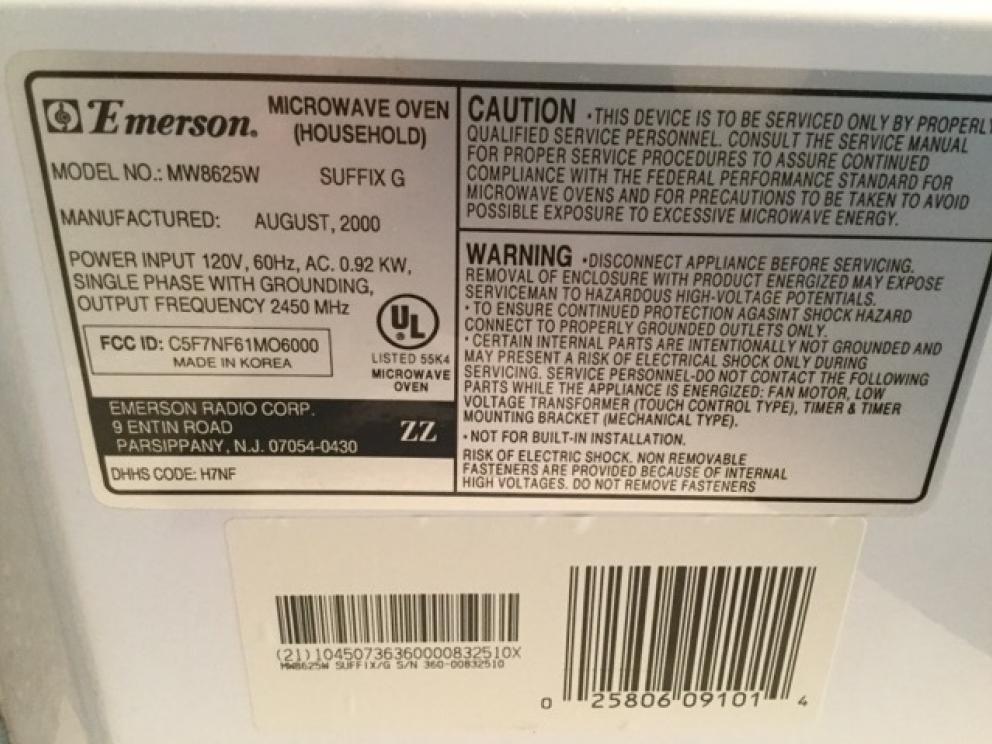 Emerson.
MICROWAVE OVEN
(HOUSEHOLD)
MODEL NO.: MW8625W SUFFIX G
MANUFACTURED: AUGUST, 2000
POWER INPUT 120V, 60Hz, AC. 0.92 KW,
SINGLE PHASE WITH GROUNDING,
OUTPUT FREQUENCY 2450 MHz
FCC ID: C5F7NF61MO6000
MADE IN KOREA
UL
LISTED 55K4
MICROWAVE
OVEN
EMERSON RADIO CORP.
9 ENTIN ROAD
PARSIPPANY, N.J. 07054-0430
ZZ
DHHS CODE: H7NF
CAUTION •THIS DEVICE IS TO BE SERVICED ONLY BY PROPERLY
QUALIFIED SERVICE PERSONNEL. CONSULT THE SERVICE MANUAL
FOR PROPER SERVICE PROCEDURES TO ASSURE CONTINUED
COMPLIANCE WITH THE FEDERAL PERFORMANCE STANDARD FOR
MICROWAVE OVENS AND FOR PRECAUTIONS TO BE TAKEN TO AVOID
POSSIBLE EXPOSURE TO EXCESSIVE MICROWAVE ENERGY.
WARNING •DISCONNECT APPLIANCE BEFORE SERVICING.
REMOVAL OF ENCLOSURE WITH PRODUCT ENERGIZED MAY EXPOSE
SERVICEMAN TO HAZARDOUS HIGH-VOLTAGE POTENTIALS.
• TO ENSURE CONTINUED PROTECTION AGASINT SHOCK HAZARD
CONNECT TO PROPERLY GROUNDED OUTLETS ONLY.
• CERTAIN INTERNAL PARTS ARE INTENTIONALLY NOT GROUNDED AND
MAY PRESENT A RISK OF ELECTRICAL SHOCK ONLY DURING
SERVICING. SERVICE PERSONNEL-DO NOT CONTACT THE FOLLOWING
PARTS WHILE THE APPLIANCE IS ENERGIZED: FAN MOTOR, LOW
VOLTAGE TRANSFORMER (TOUCH CONTROL TYPE), TIMER & TIMER
MOUNTING BRACKET (MECHANICAL TYPE).
• NOT FOR BUILT-IN INSTALLATION.
RISK OF ELECTRIC SHOCK. NON REMOVABLE
FASTENERS ARE PROVIDED BECAUSE OF INTERNAL
HIGH VOLTAGES. DO NOT REMOVE FASTENERS
(21)10450736360000832510X
MW8625W SUFFIX/G S/N 360-00832510
0 25806 09101 4